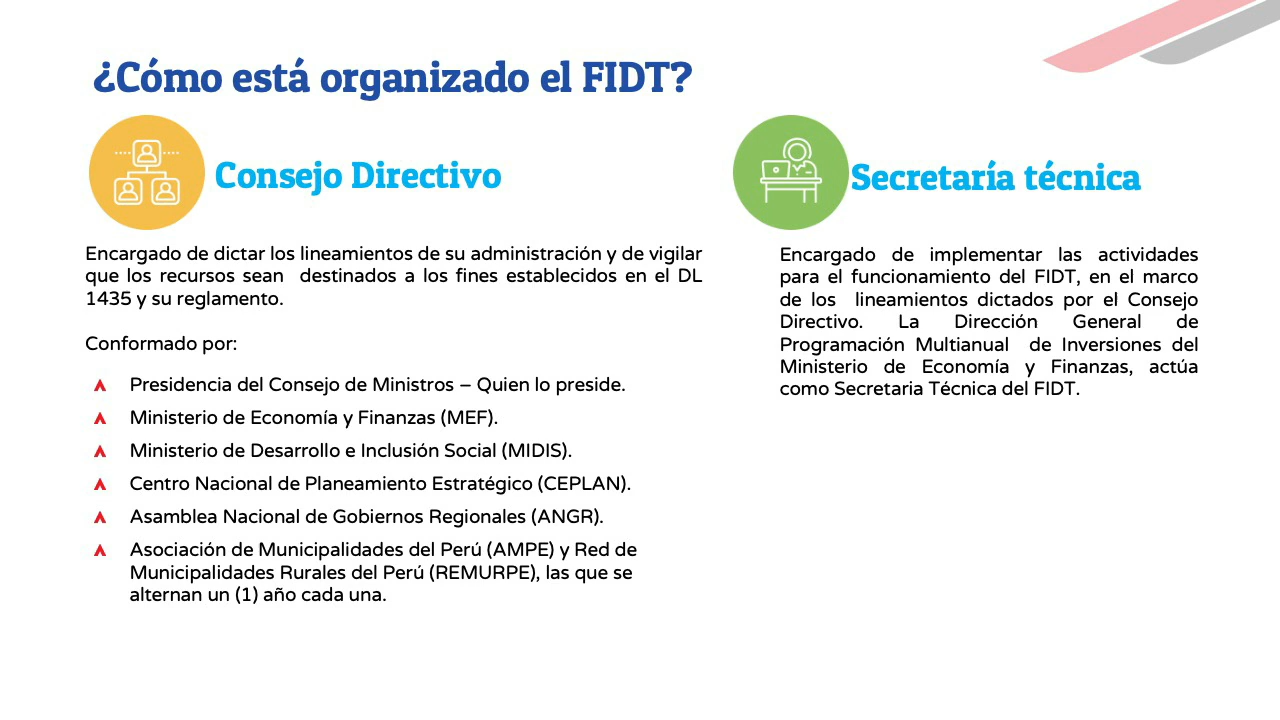 ¿Cómo está organizado el FIDT?
Consejo Directivo
Encargado de dictar los lineamientos de su administración y de vigilar
que los recursos sean  destinados a los fines establecidos en el DL
1435 y su reglamento.
Conformado por:
Presidencia del Consejo de Ministros – Quien lo preside.
Ministerio de Economía y Finanzas (MEF).
Ministerio de Desarrollo e Inclusión Social (MIDIS).
Centro Nacional de Planeamiento Estratégico (CEPLAN).
Asamblea Nacional de Gobiernos Regionales (ANGR).
Asociación de Municipalidades del Perú (AMPE) y Red de
Municipalidades Rurales del Perú (REMURPE), las que se
alternan un (1) año cada una.
Secretaría técnica
Encargado de implementar las actividades
para el funcionamiento del FIDT, en el marco
de los  lineamientos dictados por el Consejo
Directivo. La Dirección General de
Programación Multianual  de Inversiones del
Ministerio de Economía y Finanzas, actúa
como Secretaria Técnica del FIDT.